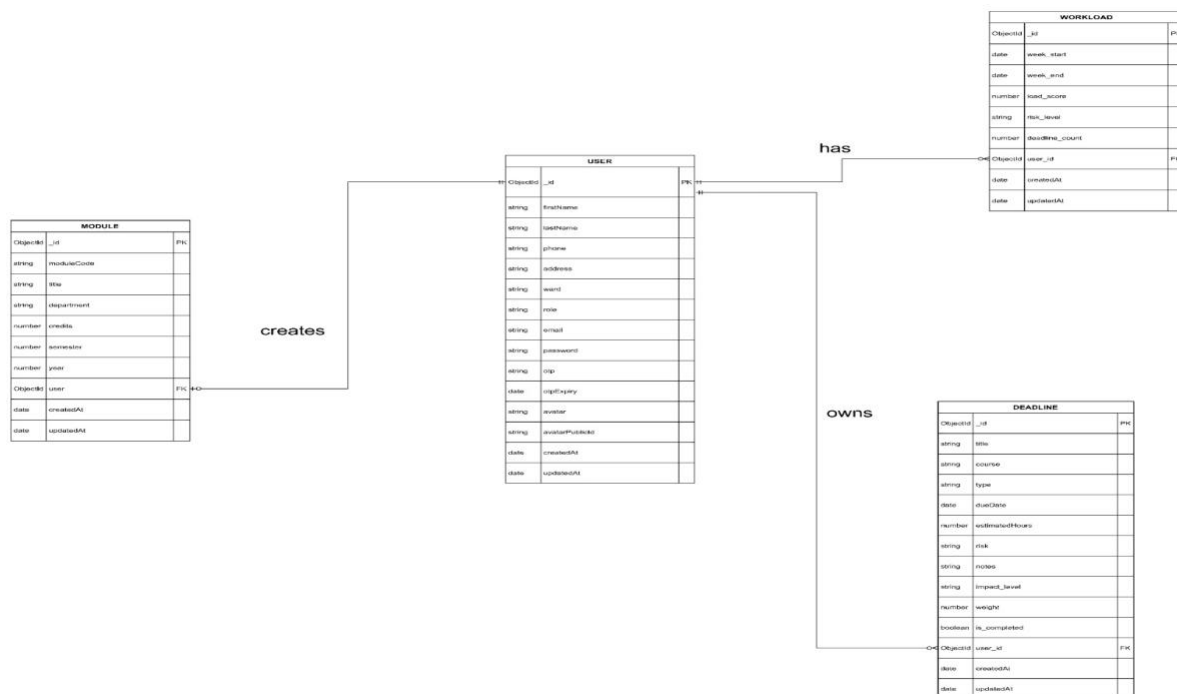 WORKLOAD
ObjectId _id PK
date week_start
date week_end
number load_score
string risk_level
number deadline_count
ObjectId user_id FK
date createdAt
date updatedAt
has
USER
ObjectId _id PK
string firstName
string lastName
string phone
string address
string ward
string role
string email
string password
string otp
date otpExpiry
string avatar
string avatarPublicId
date createdAt
date updatedAt
MODULE
ObjectId _id PK
string moduleCode
string title
string department
number credits
number semester
number year
ObjectId user FK
date createdAt
date updatedAt
creates
owns
DEADLINE
ObjectId _id PK
string title
string course
string type
date dueDate
number estimatedHours
string risk
string notes
string impact_level
number weight
boolean is_completed
ObjectId user_id FK
date createdAt
date updatedAt